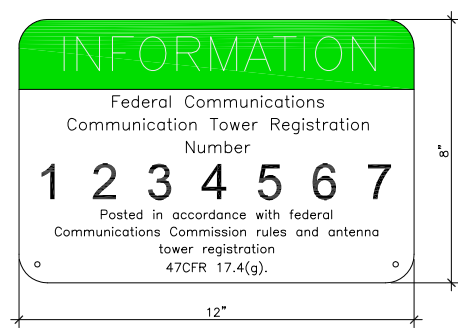 INFORMATION
Federal Communications
Communication Tower Registration
Number
1 2 3 4 5 6 7
Posted in accordance with federal
Communications Commission rules and antenna
tower registration
47CFR 17.4(g).
8"
12"